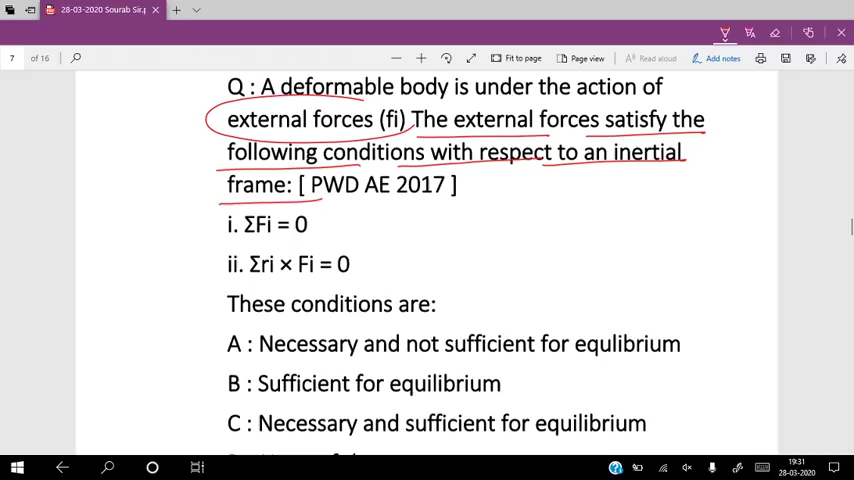 28-03-2020 Sourab Sir.p
7 of 16
Fit to page
Page view
Read aloud
Add notes
Q : A deformable body is under the action of
external forces (fi) The external forces satisfy the
following conditions with respect to an inertial
frame: [ PWD AE 2017 ]
i. ΣFi = 0
ii. Σri × Fi = 0
These conditions are:
A : Necessary and not sufficient for equlibrium
B : Sufficient for equilibrium
C : Necessary and sufficient for equilibrium
19:31
28-03-2020